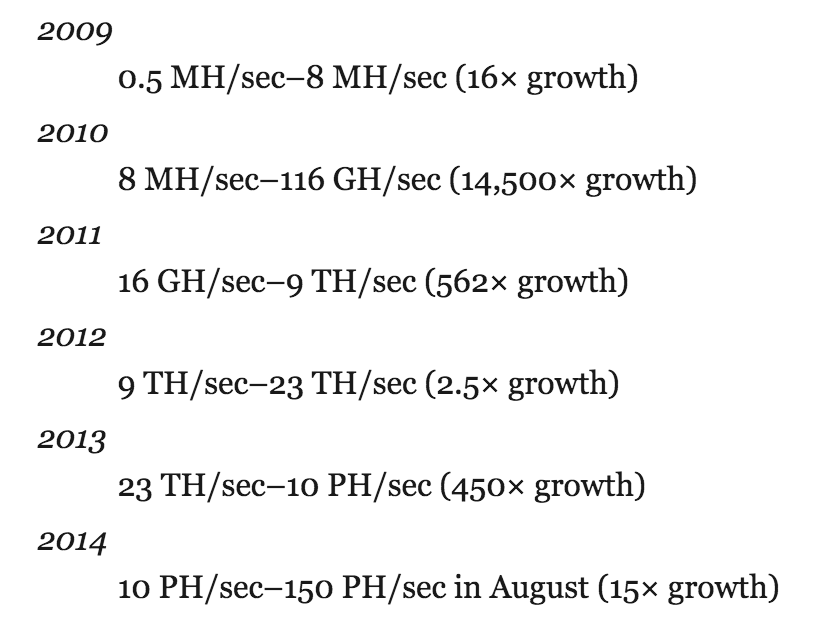 2009
0.5 MH/sec–8 MH/sec (16× growth)
2010
8 MH/sec–116 GH/sec (14,500× growth)
2011
16 GH/sec–9 TH/sec (562× growth)
2012
9 TH/sec–23 TH/sec (2.5× growth)
2013
23 TH/sec–10 PH/sec (450× growth)
2014
10 PH/sec–150 PH/sec in August (15× growth)